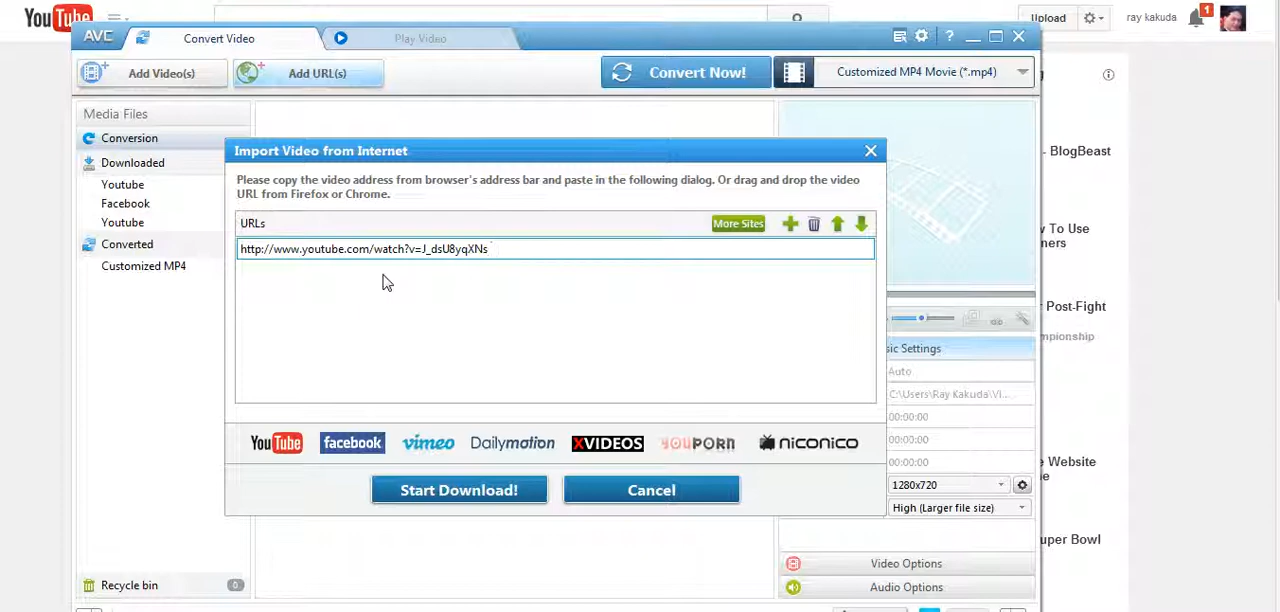 YouTube
Upload
ray kakuda
1
AVC
Convert Video
Play Video
?
Add Video(s)
Add URL(s)
Convert Now!
Customized MP4 Movie (*.mp4)
Media Files
Conversion
Downloaded
Youtube
Facebook
Youtube
Converted
Customized MP4
Recycle bin
0
Import Video from Internet
Please copy the video address from browser's address bar and paste in the following dialog. Or drag and drop the video
URL from Firefox or Chrome.
URLs
More Sites
http://www.youtube.com/watch?v=J_dsU8yqXNs
YouTube
facebook
vimeo
Dailymotion
XVIDEOS
YOUPORN
niconico
Start Download!
Cancel
sic Settings
Auto
C:\Users\Ray Kakuda\VI...
00:00:00
00:00:00
00:00:00
1280x720
High (Larger file size)
Video Options
Audio Options
- BlogBeast
To Use
ners
Post-Fight
mpionship
e Website
ne
uper Bowl